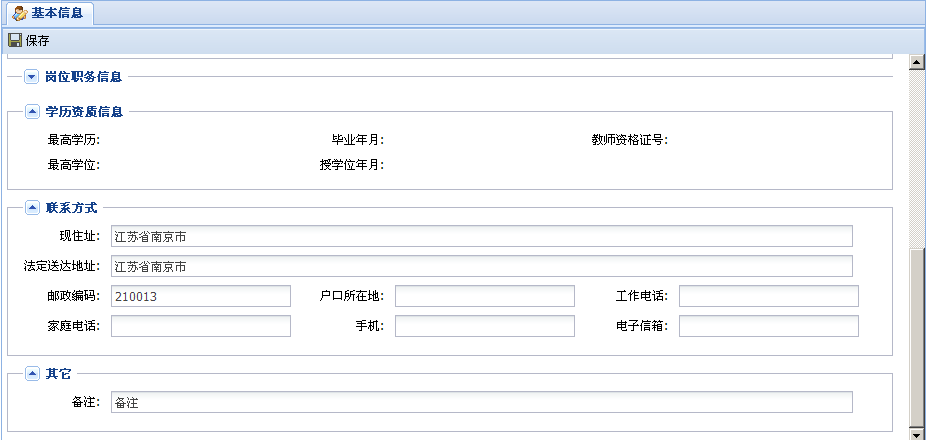 基本信息
保存
岗位职务信息
学历资质信息
最高学历: 毕业年月: 教师资格证号:
最高学位: 授学位年月:
联系方式
现住址: 江苏省南京市
法定送达地址: 江苏省南京市
邮政编码: 210013 户口所在地: 工作电话:
家庭电话: 手机: 电子信箱:
其它
备注: 备注